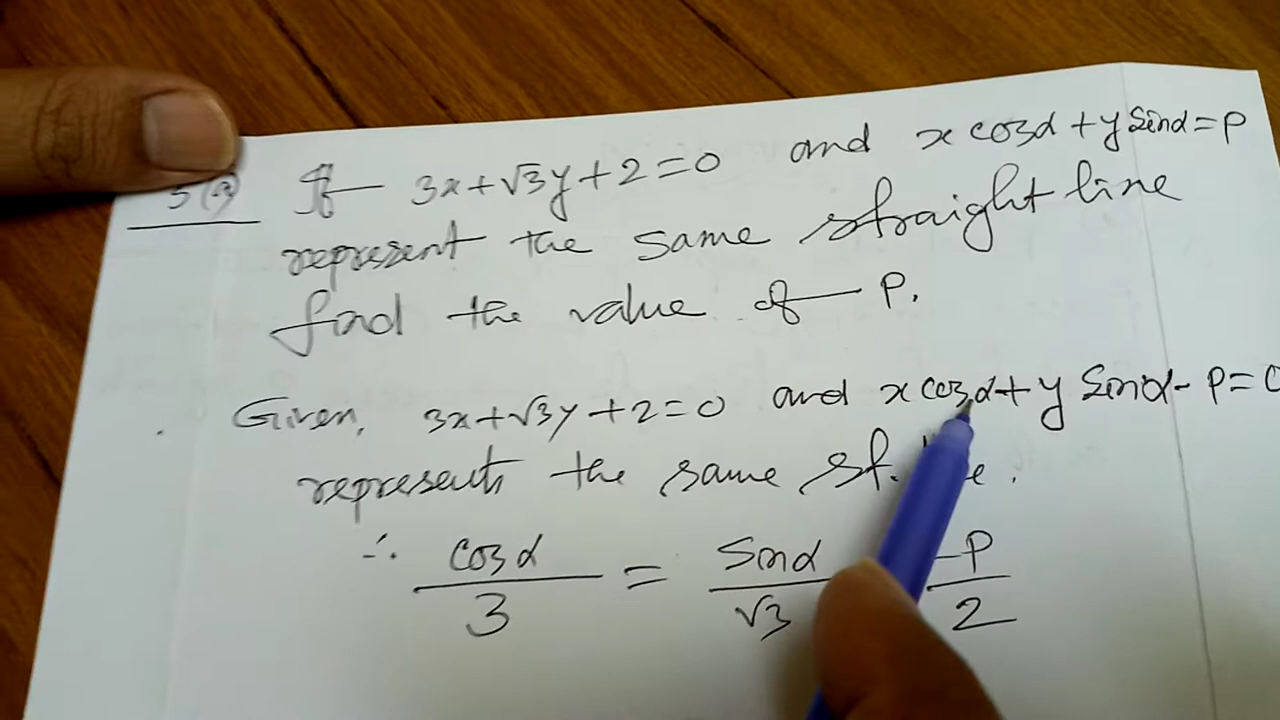 If 3x+√3y+2=0 and x cosα+y Sinα=P
represent the same straight line
find the value of P.
Given, 3x+√3y+2=0 and x cosα+y Sinα-P=0
represents the same st.
∴ cosα/3 = Sinα/√3 -P/2